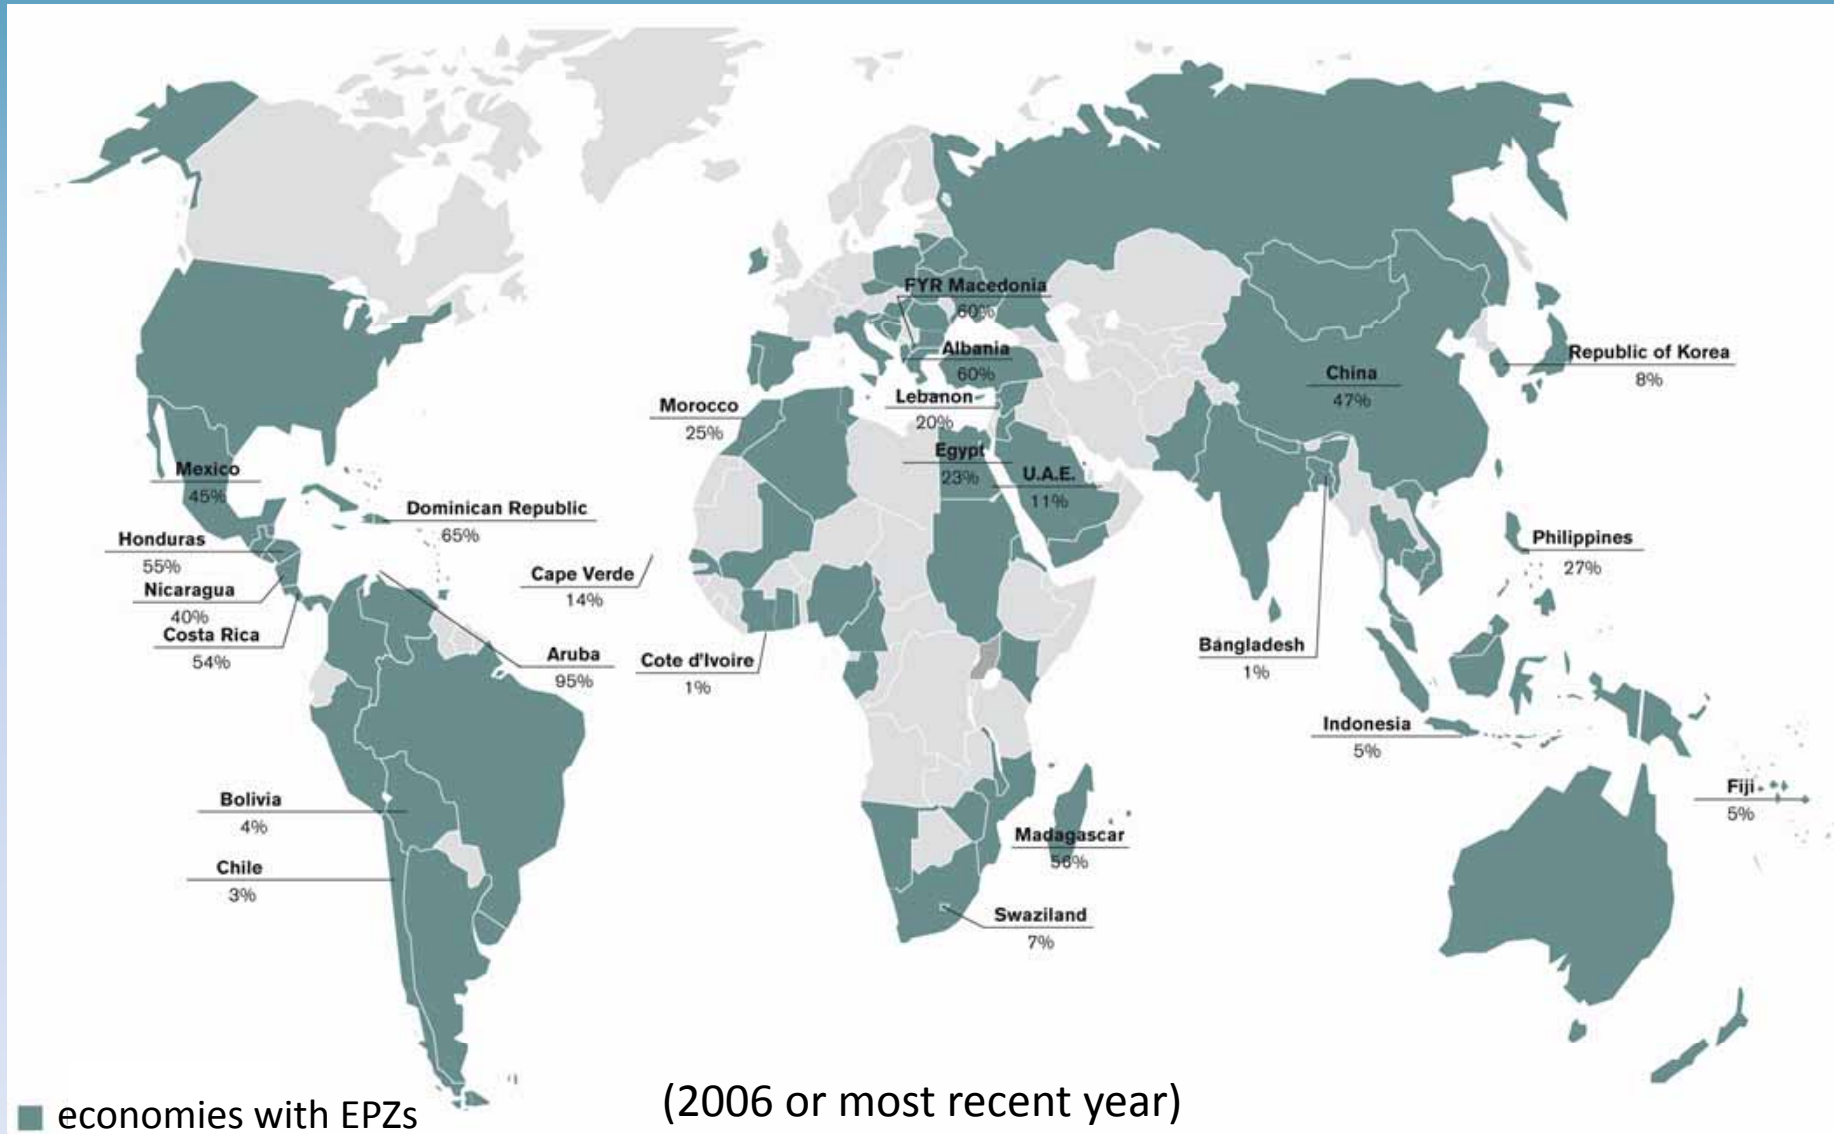 FYR Macedonia
60%
Albania
60%
Republic of Korea
8%
China
47%
Lebanon
20%
Morocco
25%
Egypt
23%
U.A.E.
11%
Mexico
45%
Dominican Republic
65%
Honduras
55%
Nicaragua
40%
Costa Rica
54%
Cape Verde
14%
Philippines
27%
Aruba
95%
Cote d'Ivoire
1%
Bangladesh
1%
Indonesia
5%
Bolivia
4%
Fiji
5%
Madagascar
56%
Chile
3%
Swaziland
7%
economies with EPZs
(2006 or most recent year)